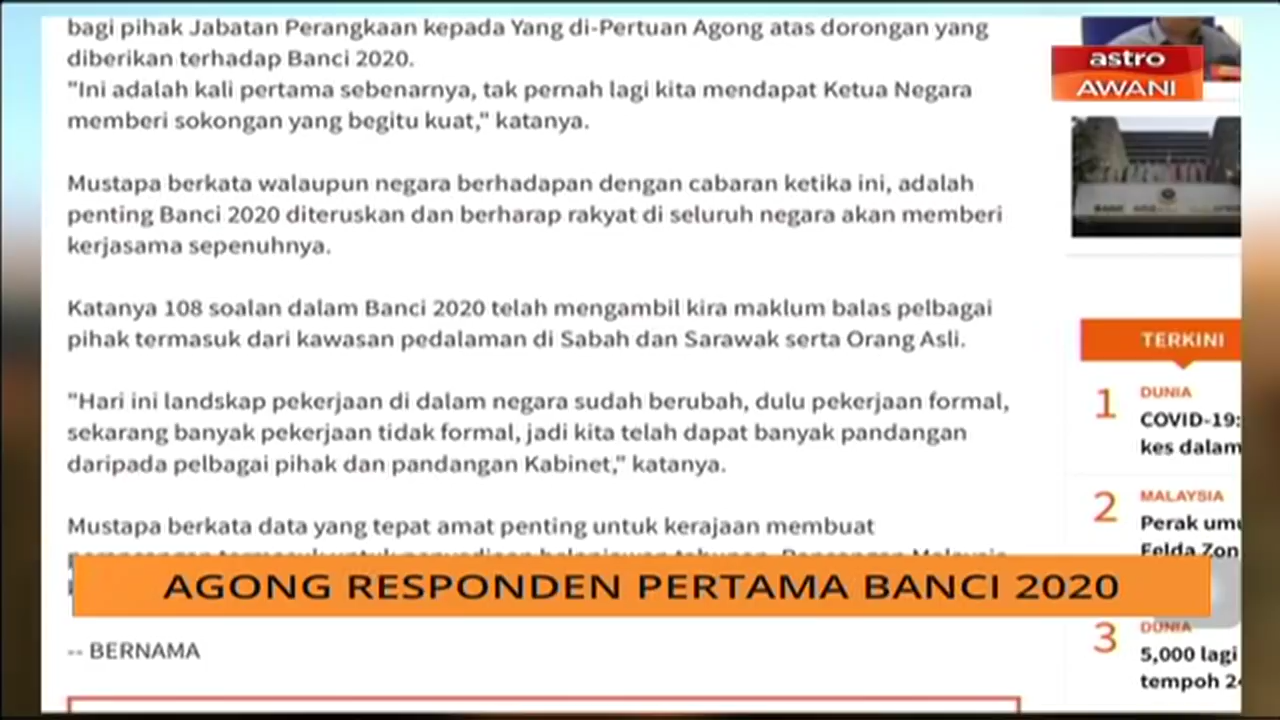 bagi pihak Jabatan Perangkaan kepada Yang di-Pertuan Agong atas dorongan yang
diberikan terhadap Banci 2020.
"Ini adalah kali pertama sebenarnya, tak pernah lagi kita mendapat Ketua Negara
memberi sokongan yang begitu kuat," katanya.
Mustapa berkata walaupun negara berhadapan dengan cabaran ketika ini, adalah
penting Banci 2020 diteruskan dan berharap rakyat di seluruh negara akan memberi
kerjasama sepenuhnya.
Katanya 108 soalan dalam Banci 2020 telah mengambil kira maklum balas pelbagai
pihak termasuk dari kawasan pedalaman di Sabah dan Sarawak serta Orang Asli.
"Hari ini landskap pekerjaan di dalam negara sudah berubah, dulu pekerjaan formal,
sekarang banyak pekerjaan tidak formal, jadi kita telah dapat banyak pandangan
daripada pelbagai pihak dan pandangan Kabinet," katanya.
Mustapa berkata data yang tepat amat penting untuk kerajaan membuat
AGONG RESPONDEN PERTAMA BANCI 2020
-- BERNAMA
astro
AWANI
TERKINI
1
DUNIA
COVID-19:
kes dalam
2
MALAYSIA
Perak umu
Felda Zon
3
DUNIA
5,000 lagi
tempoh 24